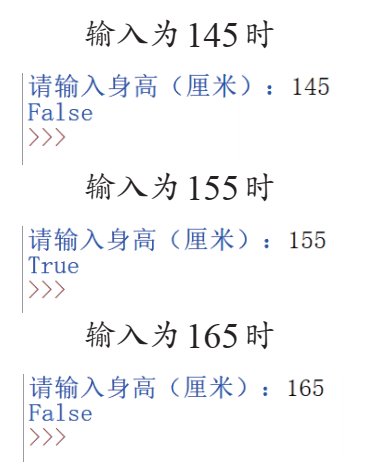 输入为145时
请输入身高（厘米）：145
False
>>>
输入为155时
请输入身高（厘米）：155
True
>>>
输入为165时
请输入身高（厘米）：165
False
>>>